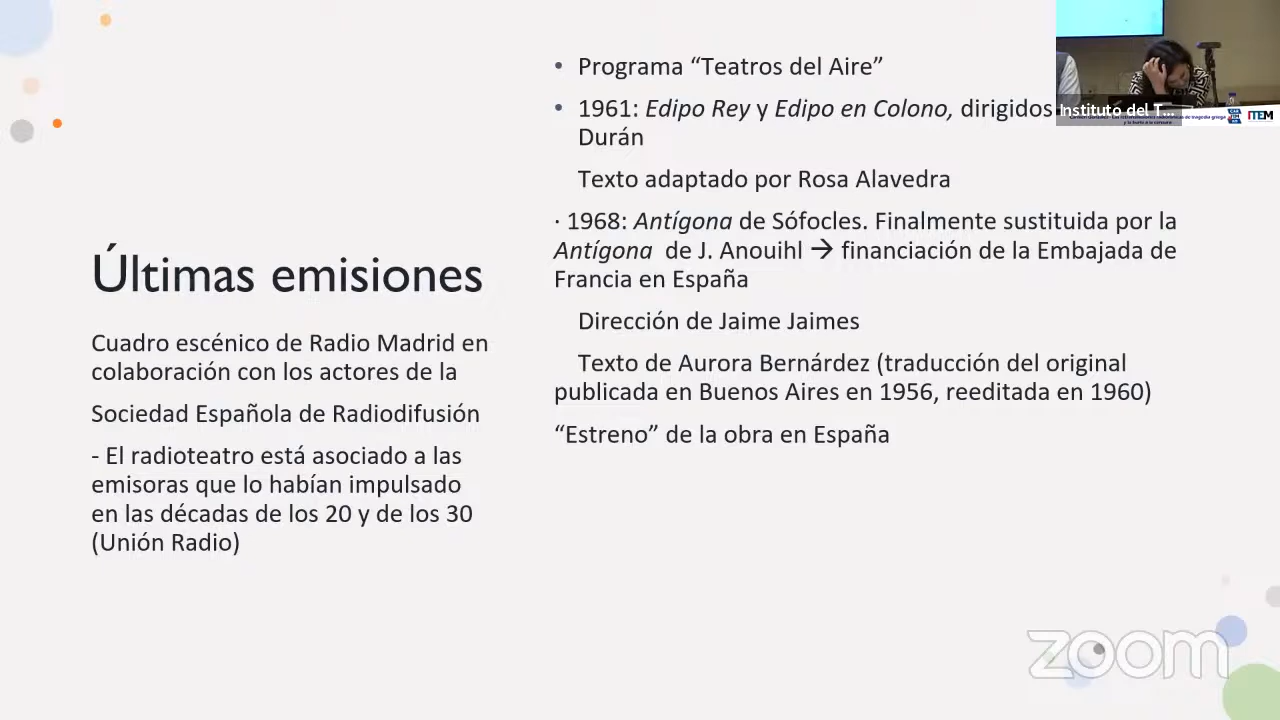 Últimas emisiones
Cuadro escénico de Radio Madrid en
colaboración con los actores de la
Sociedad Española de Radiodifusión
- El radioteatro está asociado a las
emisoras que lo habían impulsado
en las décadas de los 20 y de los 30
(Unión Radio)
• Programa “Teatros del Aire”
• 1961: Edipo Rey y Edipo en Colono, dirigidos
Durán
Texto adaptado por Rosa Alavedra
· 1968: Antígona de Sófocles. Finalmente sustituida por la
Antígona de J. Anouihl → financiación de la Embajada de
Francia en España
Dirección de Jaime Jaimes
Texto de Aurora Bernárdez (traducción del original
publicada en Buenos Aires en 1956, reeditada en 1960)
“Estreno” de la obra en España
Instituto del T...
ITEM
zoom